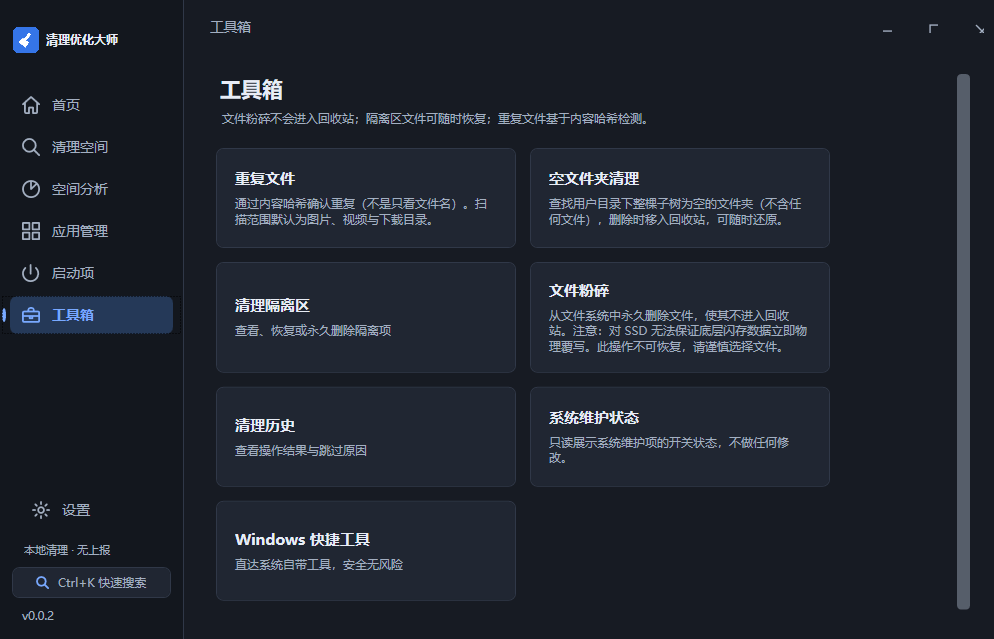 清理优化大师
首页
清理空间
空间分析
应用管理
启动项
工具箱
设置
本地清理 · 无上报
Ctrl+K 快速搜索
v0.0.2
工具箱
工具箱
文件粉碎不会进入回收站；隔离区文件可随时恢复；重复文件基于内容哈希检测。
重复文件
通过内容哈希确认重复（不是只看文件名）。扫
描范围默认为图片、视频与下载目录。
空文件夹清理
查找用户目录下整棵子树为空的文件夹（不含任
何文件），删除时移入回收站，可随时还原。
清理隔离区
查看、恢复或永久删除隔离项
文件粉碎
从文件系统中永久删除文件，使其不进入回收
站。注意：对 SSD 无法保证底层闪存数据立即物
理覆写。此操作不可恢复，请谨慎选择文件。
清理历史
查看操作结果与跳过原因
系统维护状态
只读展示系统维护项的开关状态，不做任何修
改。
Windows 快捷工具
直达系统自带工具，安全无风险